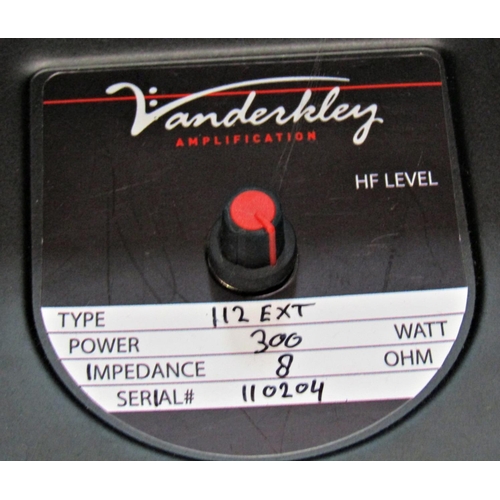 Vanderkley
AMPLIFICATION
HF LEVEL
TYPE 112 EXT
POWER 300 WATT
IMPEDANCE 8 OHM
SERIAL# 110204